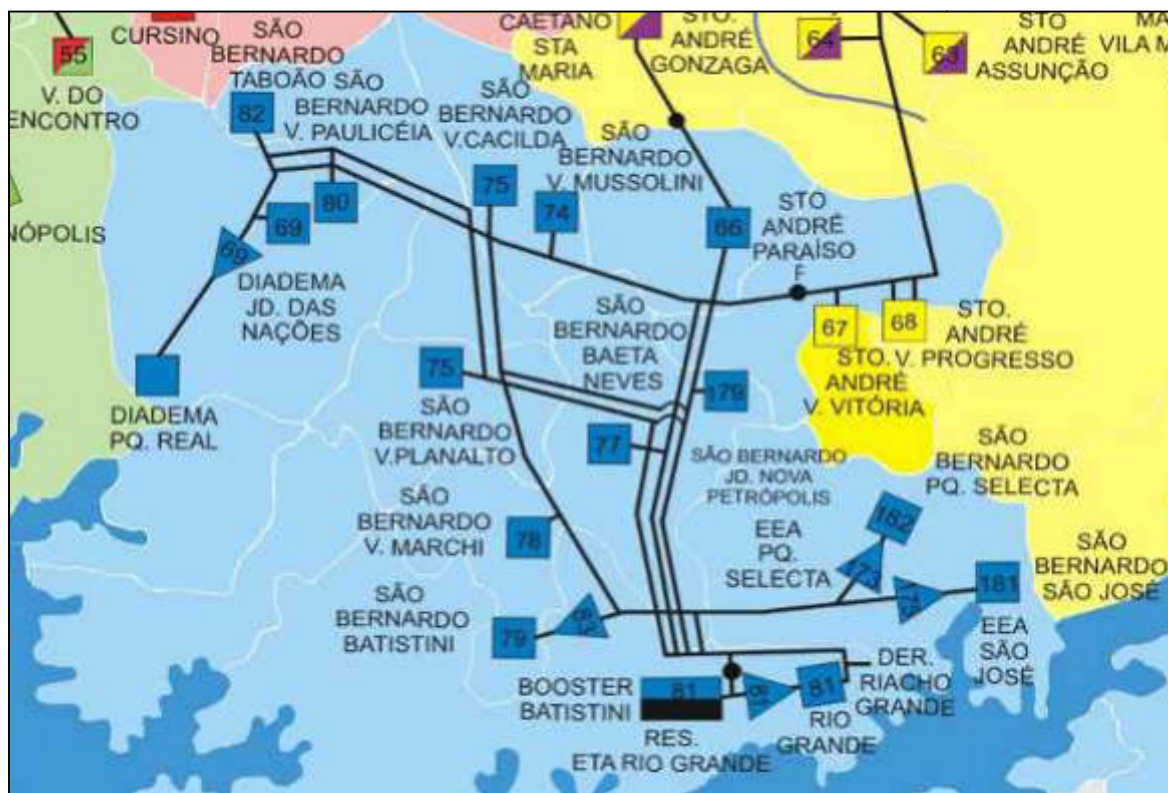 CAETANO
STO.
ANDRÉ
GONZAGA
STO
ANDRÉ
ASSUNÇÃO
MA
VILA M
CURSINO
SÃO
BERNARDO
TABOÃO
STA
MARIA
64
63
55
V. DO
ENCONTRO
82
SÃO
BERNARDO
V. PAULICÉIA
SÃO
BERNARDO
V.CACILDA
SÃO
BERNARDO
V. MUSSOLINI
75
74
80
69
66
STO
ANDRÉ
PARAÍSO
F
NÓPOLIS
69
DIADEMA
JD. DAS
NAÇÕES
SÃO
BERNARDO
BAETA
NEVES
67
68
STO.
ANDRÉ
V. PROGRESSO
STO.
ANDRÉ
V. VITÓRIA
75
179
DIADEMA
PQ. REAL
SÃO
BERNARDO
V.PLANALTO
77
SÃO BERNARDO
JD. NOVA
PETRÓPOLIS
SÃO
BERNARDO
PQ. SELECTA
SÃO
BERNARDO
V. MARCHI
78
EEA
PQ.
SELECTA
182
173
SÃO
BERNARDO
SÃO JOSÉ
181
SÃO
BERNARDO
BATISTINI
79
EEA
SÃO
JOSÉ
BOOSTER
BATISTINI
81
81
DER.
RIACHO
GRANDE
RIO
GRANDE
RES.
ETA RIO GRANDE